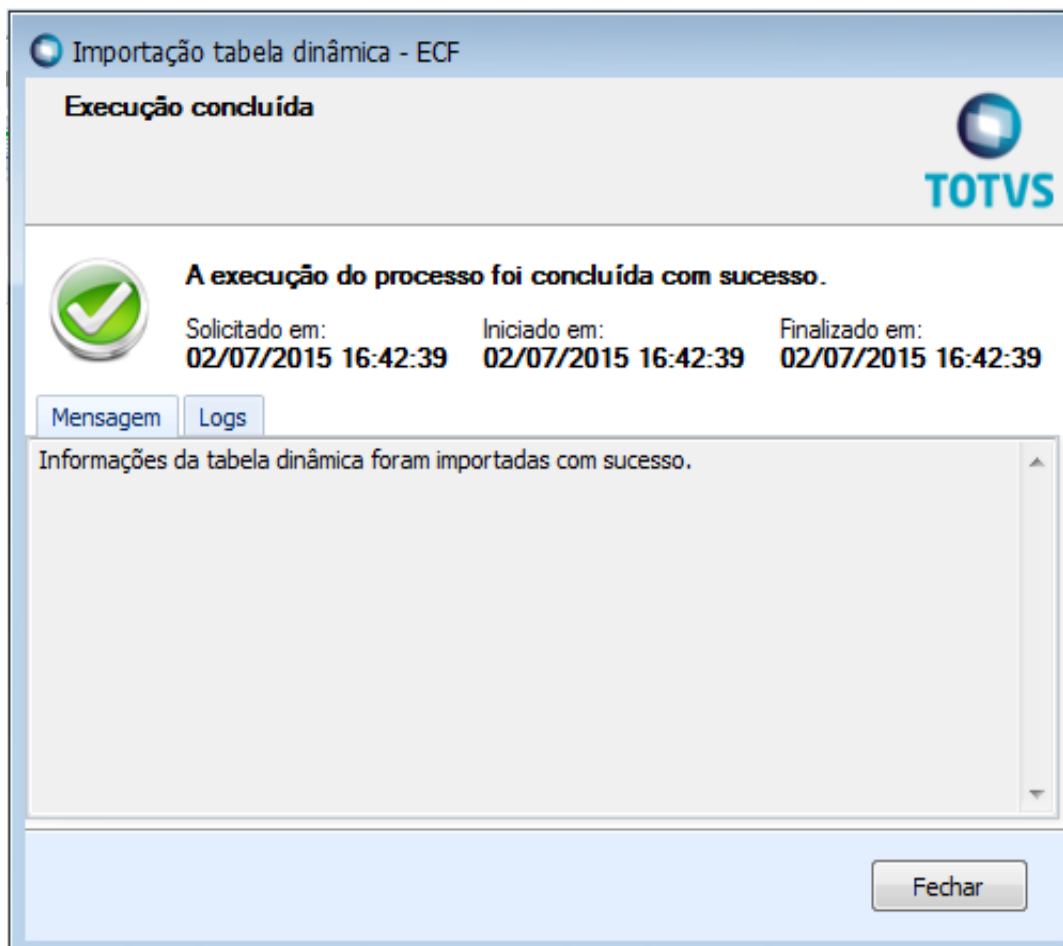 Importação tabela dinâmica - ECF
Execução concluída
TOTVS
A execução do processo foi concluída com sucesso.
Solicitado em: Iniciado em: Finalizado em:
02/07/2015 16:42:39 02/07/2015 16:42:39 02/07/2015 16:42:39
Mensagem Logs
Informações da tabela dinâmica foram importadas com sucesso.
Fechar